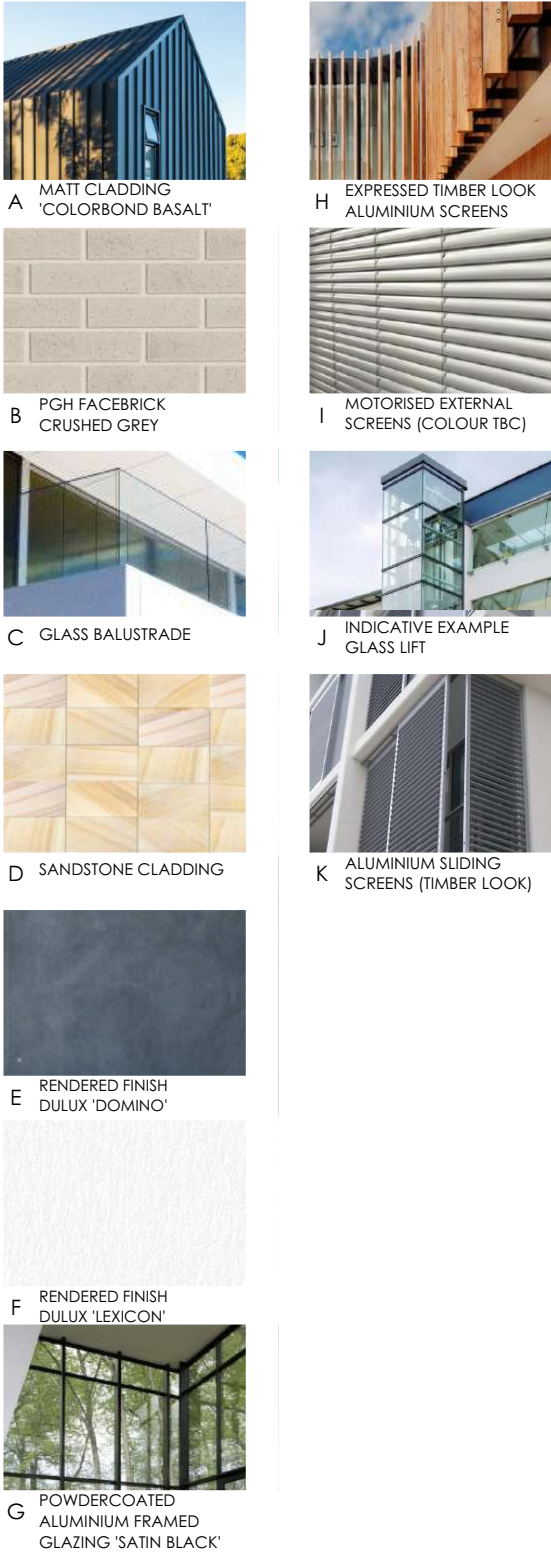 A MATT CLADDING
'COLORBOND BASALT'
B PGH FACEBRICK
CRUSHED GREY
C GLASS BALUSTRADE
D SANDSTONE CLADDING
E RENDERED FINISH
DULUX 'DOMINO'
F RENDERED FINISH
DULUX 'LEXICON'
G POWDERCOATED
ALUMINIUM FRAMED
GLAZING 'SATIN BLACK'
H EXPRESSED TIMBER LOOK
ALUMINIUM SCREENS
I MOTORISED EXTERNAL
SCREENS (COLOUR TBC)
J INDICATIVE EXAMPLE
GLASS LIFT
K ALUMINIUM SLIDING
SCREENS (TIMBER LOOK)